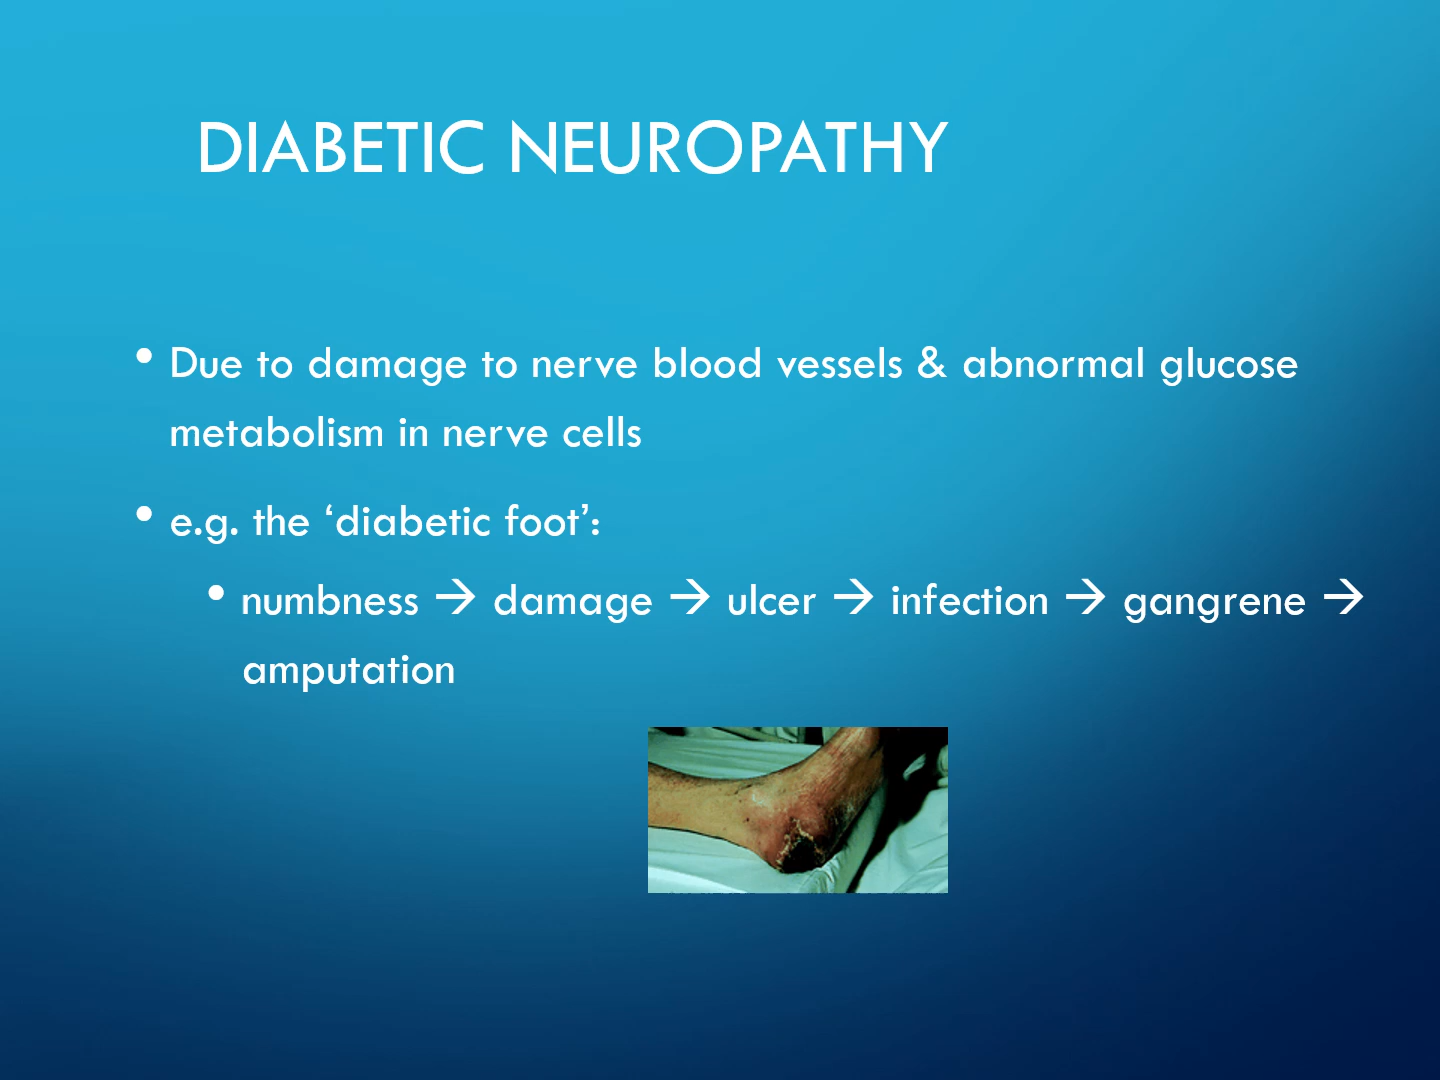 DIABETIC NEUROPATHY
• Due to damage to nerve blood vessels & abnormal glucose
metabolism in nerve cells
• e.g. the ‘diabetic foot’:
• numbness → damage → ulcer → infection → gangrene →
amputation